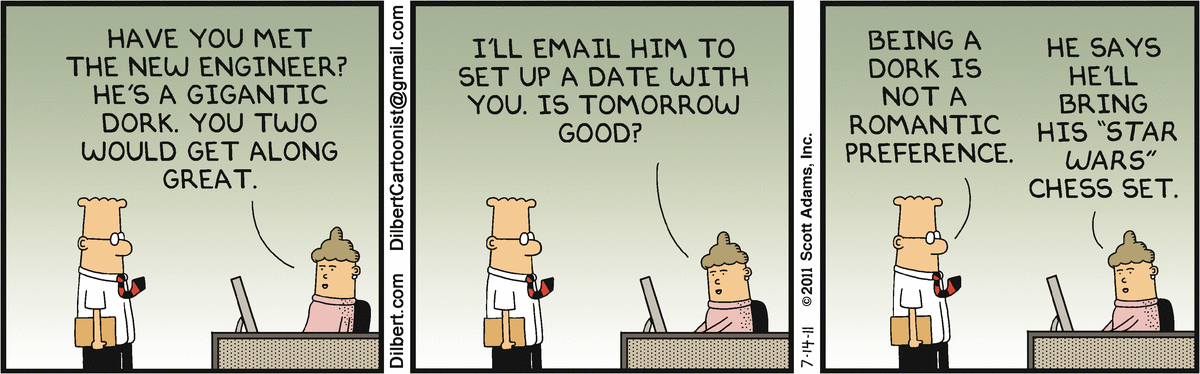 HAVE YOU MET
THE NEW ENGINEER?
HE'S A GIGANTIC
DORK. YOU TWO
WOULD GET ALONG
GREAT.
Dilbert.com DilbertCartoonist@gmail.com
I'LL EMAIL HIM TO
SET UP A DATE WITH
YOU. IS TOMORROW
GOOD?
7-14-11 ©2011 Scott Adams, Inc.
BEING A
DORK IS
NOT A
ROMANTIC
PREFERENCE.
HE SAYS
HE'LL
BRING
HIS "STAR
WARS"
CHESS SET.